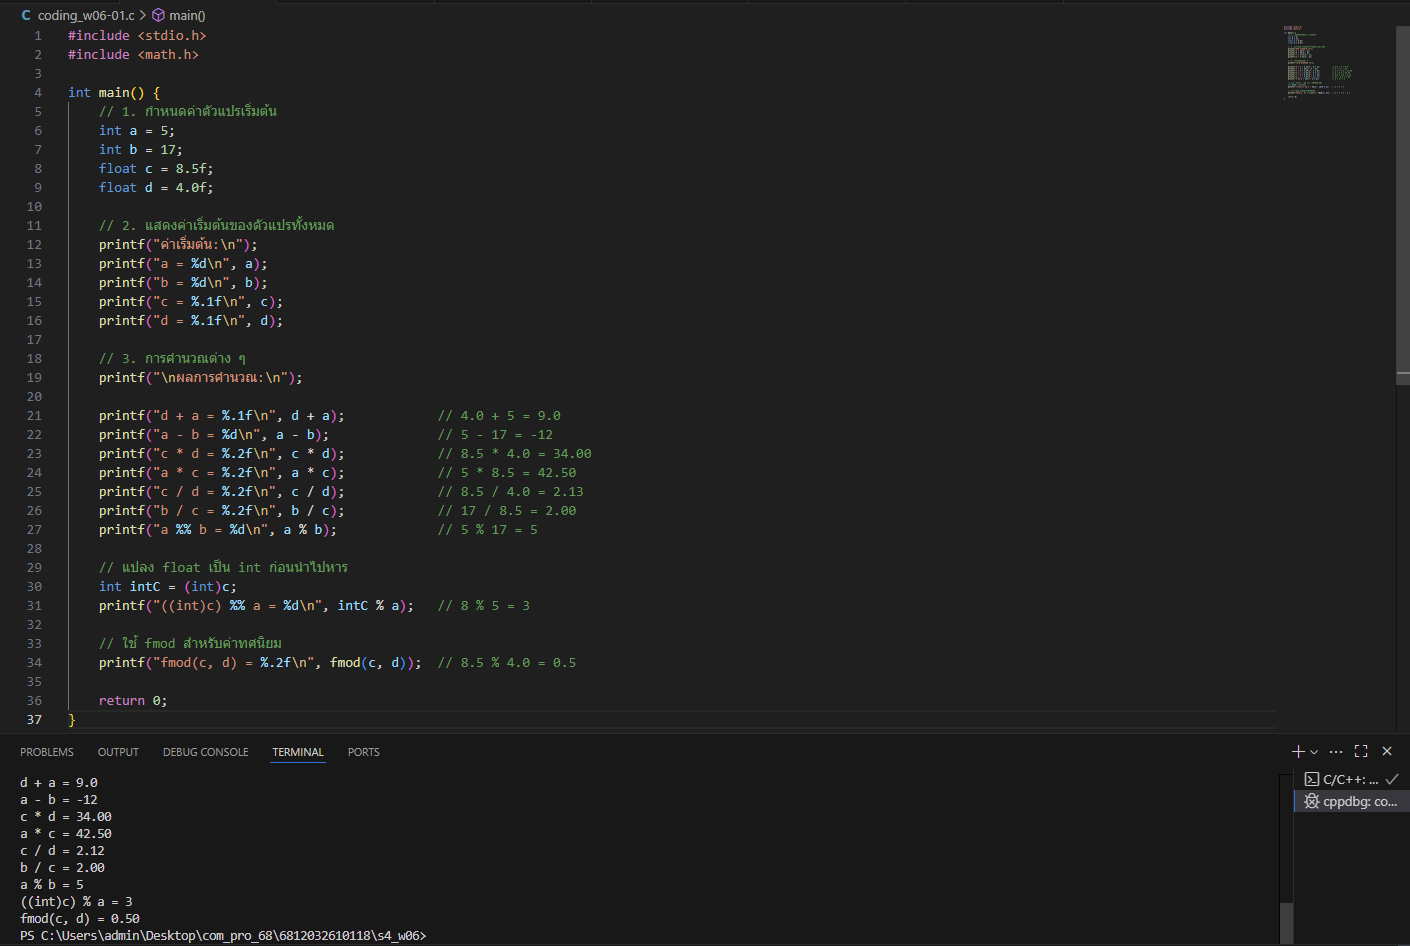 coding_w06-01.c > main()
1 #include <stdio.h>
2 #include <math.h>
3
4 int main() {
5 // 1. กำหนดค่าตัวแปรเริ่มต้น
6 int a = 5;
7 int b = 17;
8 float c = 8.5f;
9 float d = 4.0f;
10
11 // 2. แสดงค่าเริ่มต้นของตัวแปรทั้งหมด
12 printf("ค่าเริ่มต้น:\n");
13 printf("a = %d\n", a);
14 printf("b = %d\n", b);
15 printf("c = %.1f\n", c);
16 printf("d = %.1f\n", d);
17
18 // 3. การคำนวณต่าง ๆ
19 printf("\nผลการคำนวณ:\n");
20
21 printf("d + a = %.1f\n", d + a); // 4.0 + 5 = 9.0
22 printf("a - b = %d\n", a - b); // 5 - 17 = -12
23 printf("c * d = %.2f\n", c * d); // 8.5 * 4.0 = 34.00
24 printf("a * c = %.2f\n", a * c); // 5 * 8.5 = 42.50
25 printf("c / d = %.2f\n", c / d); // 8.5 / 4.0 = 2.13
26 printf("b / c = %.2f\n", b / c); // 17 / 8.5 = 2.00
27 printf("a %% b = %d\n", a % b); // 5 % 17 = 5
28
29 // แปลง float เป็น int ก่อนนำไปหาร
30 int intC = (int)c;
31 printf("((int)c) %% a = %d\n", intC % a); // 8 % 5 = 3
32
33 // ใช้ fmod สำหรับค่าทศนิยม
34 printf("fmod(c, d) = %.2f\n", fmod(c, d)); // 8.5 % 4.0 = 0.5
35
36 return 0;
37 }
PROBLEMS OUTPUT DEBUG CONSOLE TERMINAL PORTS
d + a = 9.0
a - b = -12
c * d = 34.00
a * c = 42.50
c / d = 2.12
b / c = 2.00
a % b = 5
((int)c) % a = 3
fmod(c, d) = 0.50
PS C:\Users\admin\Desktop\com_pro_68\6812032610118\s4_w06>
C/C++: ...
cppdbg: co...